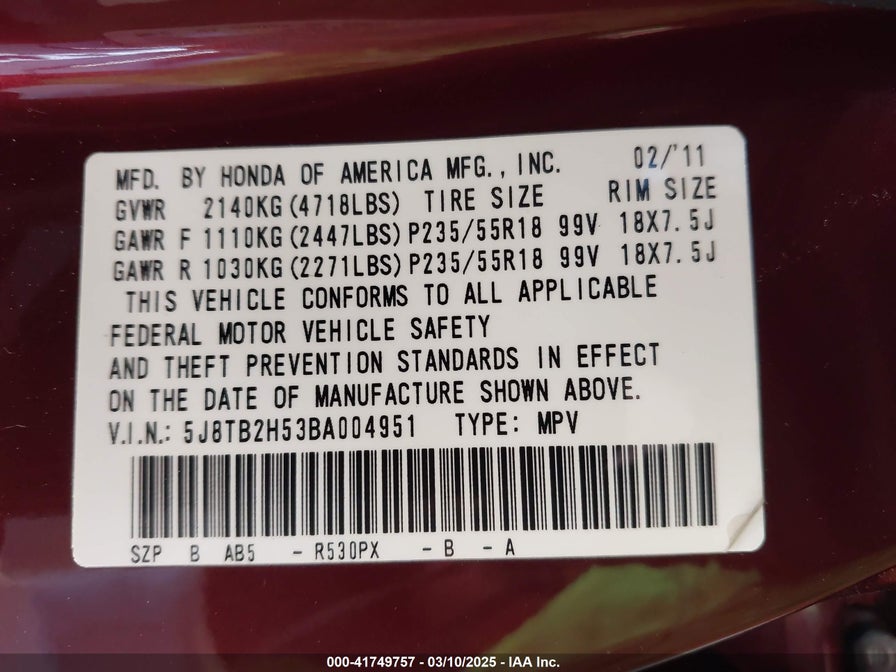 MFD. BY HONDA OF AMERICA MFG., INC. 02/'11
GVWR 2140KG (4718LBS) TIRE SIZE RIM SIZE
GAWR F 1110KG (2447LBS) P235/55R18 99V 18X7.5J
GAWR R 1030KG (2271LBS) P235/55R18 99V 18X7.5J
THIS VEHICLE CONFORMS TO ALL APPLICABLE
FEDERAL MOTOR VEHICLE SAFETY
AND THEFT PREVENTION STANDARDS IN EFFECT
ON THE DATE OF MANUFACTURE SHOWN ABOVE.
V.I.N.: 5J8TB2H53BA004951 TYPE: MPV
SZP B AB5 - R530PX - B - A
000-41749757 - 03/10/2025 - IAA Inc.